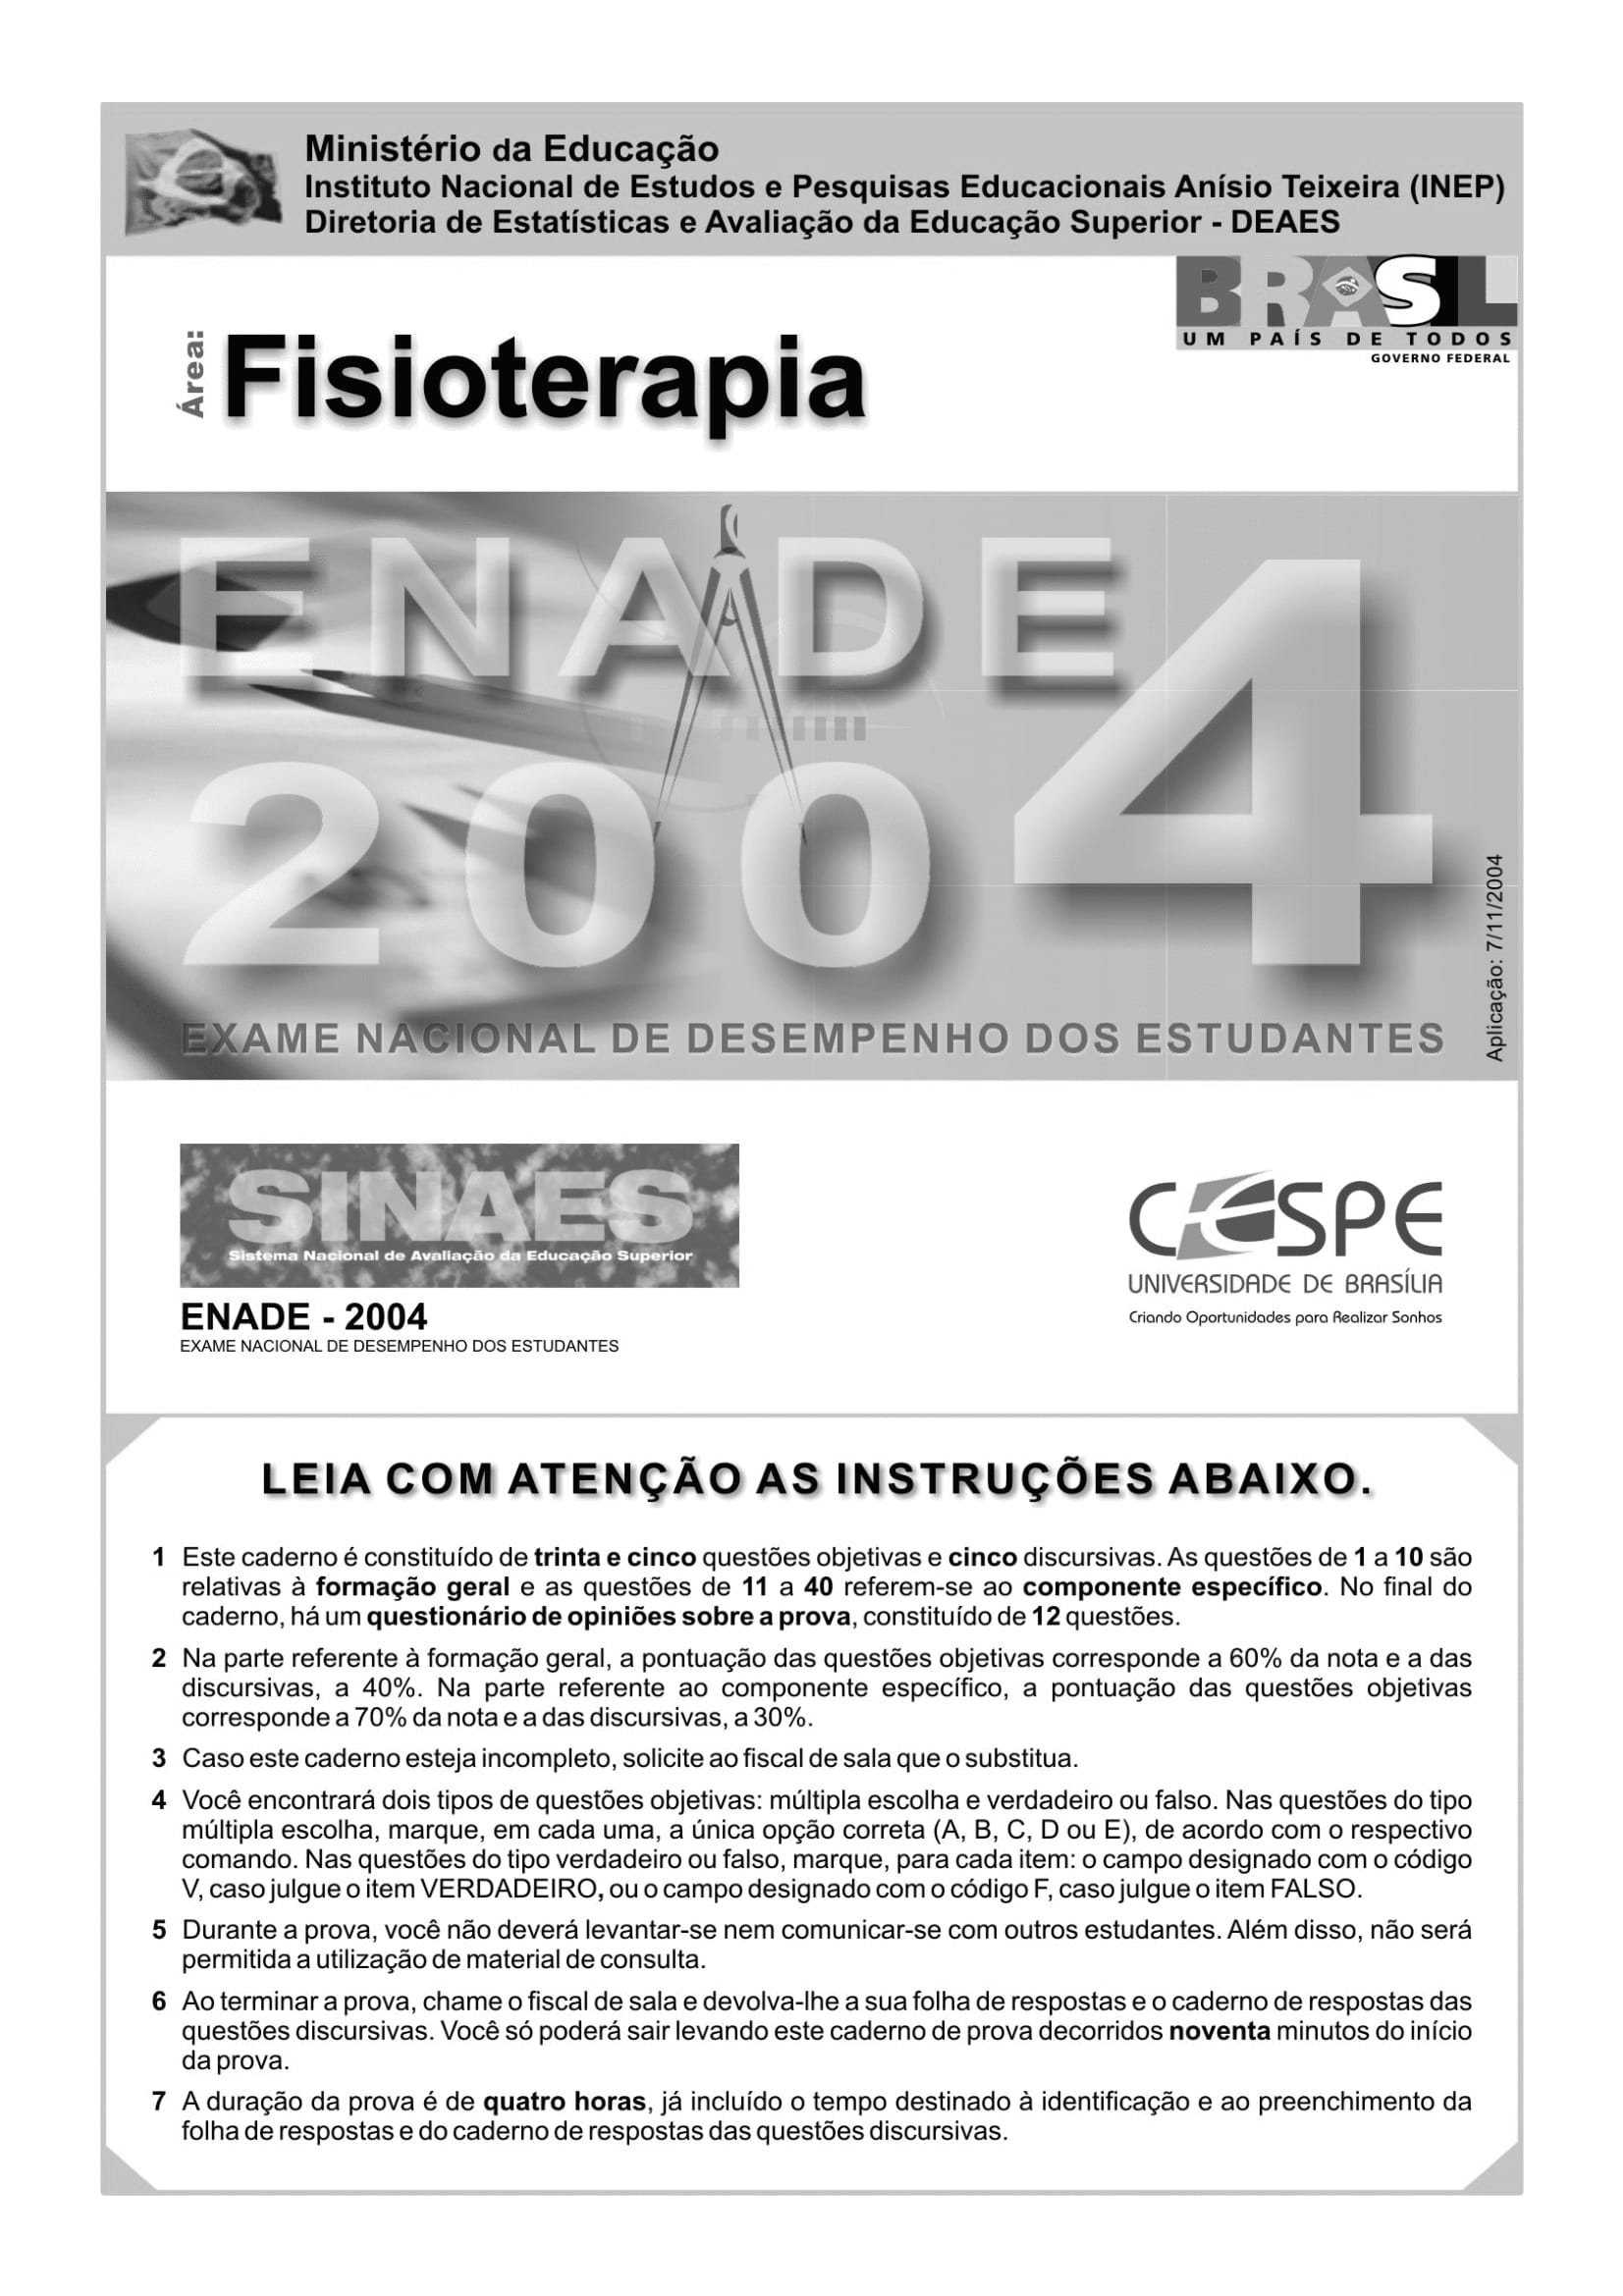 Ministério da Educação
Instituto Nacional de Estudos e Pesquisas Educacionais Anísio Teixeira (INEP)
Diretoria de Estatísticas e Avaliação da Educação Superior - DEAES
BRASIL
UM PAÍS DE TODOS
GOVERNO FEDERAL
Área:
Fisioterapia
ENADE
2004
Aplicação: 7/11/2004
EXAME NACIONAL DE DESEMPENHO DOS ESTUDANTES
SINAES
Sistema Nacional de Avaliação da Educação Superior
ENADE - 2004
EXAME NACIONAL DE DESEMPENHO DOS ESTUDANTES
CESPE
UNIVERSIDADE DE BRASÍLIA
Criando Oportunidades para Realizar Sonhos
LEIA COM ATENÇÃO AS INSTRUÇÕES ABAIXO.
1 Este caderno é constituído de trinta e cinco questões objetivas e cinco discursivas. As questões de 1 a 10 são
relativas à formação geral e as questões de 11 a 40 referem-se ao componente específico. No final do
caderno, há um questionário de opiniões sobre a prova, constituído de 12 questões.
2 Na parte referente à formação geral, a pontuação das questões objetivas corresponde a 60% da nota e a das
discursivas, a 40%. Na parte referente ao componente específico, a pontuação das questões objetivas
corresponde a 70% da nota e a das discursivas, a 30%.
3 Caso este caderno esteja incompleto, solicite ao fiscal de sala que o substitua.
4 Você encontrará dois tipos de questões objetivas: múltipla escolha e verdadeiro ou falso. Nas questões do tipo
múltipla escolha, marque, em cada uma, a única opção correta (A, B, C, D ou E), de acordo com o respectivo
comando. Nas questões do tipo verdadeiro ou falso, marque, para cada item: o campo designado com o código
V, caso julgue o item VERDADEIRO, ou o campo designado com o código F, caso julgue o item FALSO.
5 Durante a prova, você não deverá levantar-se nem comunicar-se com outros estudantes. Além disso, não será
permitida a utilização de material de consulta.
6 Ao terminar a prova, chame o fiscal de sala e devolva-lhe a sua folha de respostas e o caderno de respostas das
questões discursivas. Você só poderá sair levando este caderno de prova decorridos noventa minutos do início
da prova.
7 A duração da prova é de quatro horas, já incluído o tempo destinado à identificação e ao preenchimento da
folha de respostas e do caderno de respostas das questões discursivas.